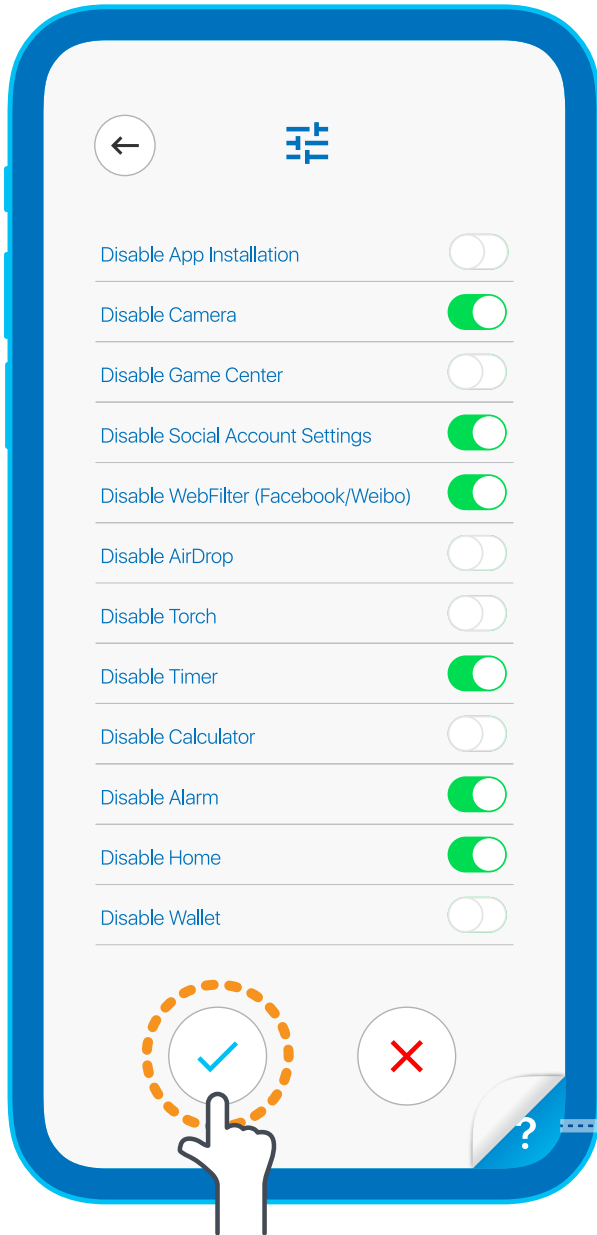 Disable App Installation
Disable Camera
Disable Game Center
Disable Social Account Settings
Disable WebFilter (Facebook/Weibo)
Disable AirDrop
Disable Torch
Disable Timer
Disable Calculator
Disable Alarm
Disable Home
Disable Wallet
?